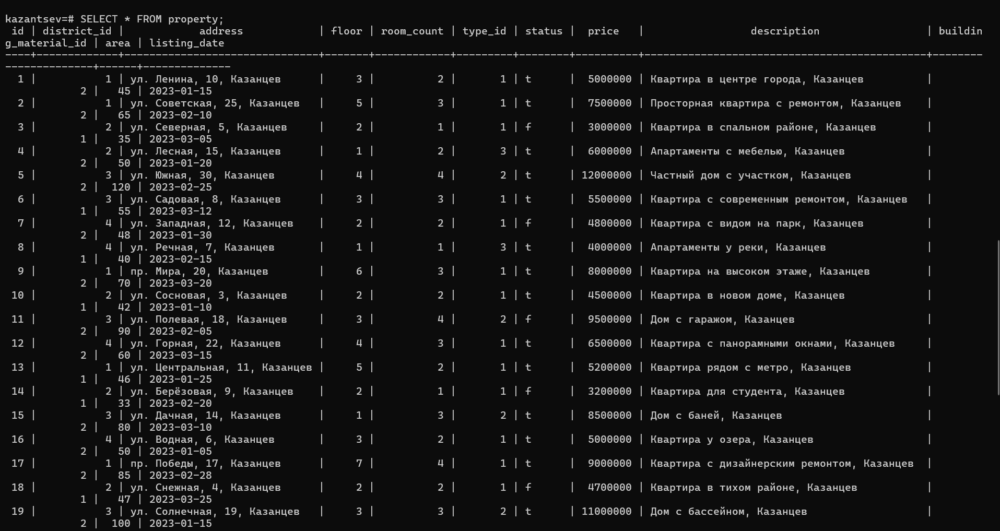 kazantsev=# SELECT * FROM property;
 id | district_id |            address            | floor | room_count | type_id | status |  price   |                 description                 | buildin
g_material_id | area | listing_date
----+-------------+-------------------------------+-------+------------+---------+--------+----------+---------------------------------------------+--------
--------------+------+--------------
  1 |           1 | ул. Ленина, 10, Казанцев      |     3 |          2 |       1 | t      |  5000000 | Квартира в центре города, Казанцев          |
            2 |   45 | 2023-01-15
  2 |           1 | ул. Советская, 25, Казанцев   |     5 |          3 |       1 | t      |  7500000 | Просторная квартира с ремонтом, Казанцев    |
            2 |   65 | 2023-02-10
  3 |           2 | ул. Северная, 5, Казанцев     |     2 |          1 |       1 | f      |  3000000 | Квартира в спальном районе, Казанцев        |
            1 |   35 | 2023-03-05
  4 |           2 | ул. Лесная, 15, Казанцев      |     1 |          2 |       3 | t      |  6000000 | Апартаменты с мебелью, Казанцев             |
            2 |   50 | 2023-01-20
  5 |           3 | ул. Южная, 30, Казанцев       |     4 |          4 |       2 | t      | 12000000 | Частный дом с участком, Казанцев            |
            2 |  120 | 2023-02-25
  6 |           3 | ул. Садовая, 8, Казанцев      |     3 |          3 |       1 | t      |  5500000 | Квартира с современным ремонтом, Казанцев   |
            1 |   55 | 2023-03-12
  7 |           4 | ул. Западная, 12, Казанцев    |     2 |          2 |       1 | f      |  4800000 | Квартира с видом на парк, Казанцев          |
            2 |   48 | 2023-01-30
  8 |           4 | ул. Речная, 7, Казанцев       |     1 |          1 |       3 | t      |  4000000 | Апартаменты у реки, Казанцев                |
            1 |   40 | 2023-02-15
  9 |           1 | пр. Мира, 20, Казанцев        |     6 |          3 |       1 | t      |  8000000 | Квартира на высоком этаже, Казанцев         |
            2 |   70 | 2023-03-20
 10 |           2 | ул. Сосновая, 3, Казанцев     |     2 |          2 |       1 | t      |  4500000 | Квартира в новом доме, Казанцев             |
            1 |   42 | 2023-01-10
 11 |           3 | ул. Полевая, 18, Казанцев     |     3 |          4 |       2 | f      |  9500000 | Дом с гаражом, Казанцев                     |
            2 |   90 | 2023-02-05
 12 |           4 | ул. Горная, 22, Казанцев      |     4 |          3 |       1 | t      |  6500000 | Квартира с панорамными окнами, Казанцев     |
            2 |   60 | 2023-03-15
 13 |           1 | ул. Центральная, 11, Казанцев |     5 |          2 |       1 | t      |  5200000 | Квартира рядом с метро, Казанцев            |
            1 |   46 | 2023-01-25
 14 |           2 | ул. Берёзовая, 9, Казанцев    |     2 |          1 |       1 | f      |  3200000 | Квартира для студента, Казанцев             |
            1 |   33 | 2023-02-20
 15 |           3 | ул. Дачная, 14, Казанцев      |     1 |          3 |       2 | t      |  8500000 | Дом с баней, Казанцев                       |
            2 |   80 | 2023-03-10
 16 |           4 | ул. Водная, 6, Казанцев       |     3 |          2 |       1 | t      |  5000000 | Квартира у озера, Казанцев                  |
            2 |   50 | 2023-01-05
 17 |           1 | пр. Победы, 17, Казанцев      |     7 |          4 |       1 | t      |  9000000 | Квартира с дизайнерским ремонтом, Казанцев  |
            2 |   85 | 2023-02-28
 18 |           2 | ул. Снежная, 4, Казанцев      |     2 |          2 |       1 | f      |  4700000 | Квартира в тихом районе, Казанцев           |
            1 |   47 | 2023-03-25
 19 |           3 | ул. Солнечная, 19, Казанцев   |     3 |          3 |       2 | t      | 11000000 | Дом с бассейном, Казанцев                   |
            2 |  100 | 2023-01-15